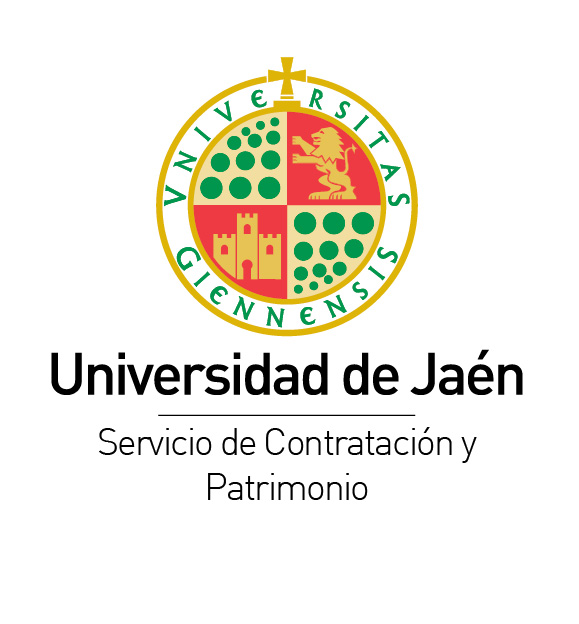 VNIVERSITAS
GIENNENSIS
Universidad de Jaén
Servicio de Contratación y
Patrimonio